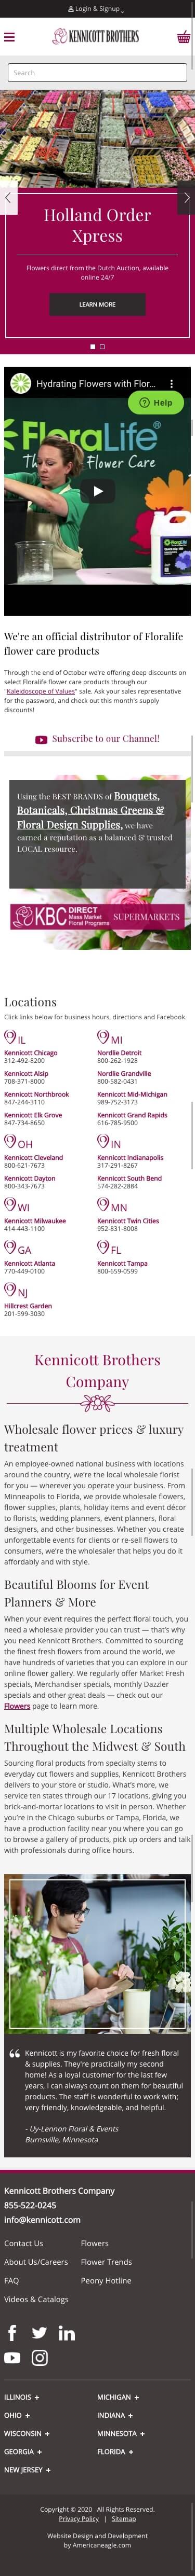 Login & Signup
KENNICOTT BROTHERS
Search
Holland Order
Xpress
Flowers direct from the Dutch Auction, available
online 24/7
LEARN MORE
Hydrating Flowers with Flor...
Help
FloraLife®
The Flower Care
We're an official distributor of Floralife
flower care products
Through the end of October we're offering deep discounts on
select Floralife flower care products through our
"Kaleidoscope of Values" sale. Ask your sales representative
for the password, and check out this month's supply
discounts!
Subscribe to our Channel!
Using the BEST BRANDS of Bouquets,
Botanicals, Christmas Greens &
Floral Design Supplies, we have
earned a reputation as a balanced & trusted
LOCAL resource.
KBC DIRECT
Mass Market
Floral Programs
SUPERMARKETS
Locations
Click links below for business hours, directions and Facebook.
IL
Kennicott Chicago
312-492-8200
Kennicott Alsip
708-371-8000
Kennicott Northbrook
847-244-3110
Kennicott Elk Grove
847-734-8650
MI
Nordlie Detroit
800-262-1928
Nordlie Grandville
800-582-0431
Kennicott Mid-Michigan
989-752-3173
Kennicott Grand Rapids
616-785-9500
OH
Kennicott Cleveland
800-621-7673
Kennicott Dayton
800-343-7673
IN
Kennicott Indianapolis
317-291-8267
Kennicott South Bend
574-282-2884
WI
Kennicott Milwaukee
414-443-1100
MN
Kennicott Twin Cities
952-831-8008
GA
Kennicott Atlanta
770-449-0100
FL
Kennicott Tampa
800-659-0599
NJ
Hillcrest Garden
201-599-3030
Kennicott Brothers
Company
Wholesale flower prices & luxury
treatment
An employee-owned national business with locations
around the country, we're the local wholesale florist
for you — wherever you operate your business. From
Minneapolis to Florida, we provide wholesale flowers,
flower supplies, plants, holiday items and event décor
to florists, wedding planners, event planners, floral
designers, and other businesses. Whether you create
unforgettable events for clients or re-sell flowers to
consumers, we're the wholesaler that helps you do it
affordably and with style.
Beautiful Blooms for Event
Planners & More
When your event requires the perfect floral touch, you
need a wholesale provider you can trust — that's why
you need Kennicott Brothers. Committed to sourcing
the finest fresh flowers from around the world, we
have hundreds of varieties that you can explore in our
online flower gallery. We regularly offer Market Fresh
specials, Merchandiser specials, monthly Dazzler
specials and other great deals — check out our
Flowers page to learn more.
Multiple Wholesale Locations
Throughout the Midwest & South
Sourcing floral products from specialty stems to
everyday cut flowers and supplies, Kennicott Brothers
delivers to your store or studio. What's more, we
service ten states through our 17 locations, giving you
brick-and-mortar locations to visit in person. Whether
you're in the Chicago suburbs or Tampa, Florida, we
have a production facility near you where you can go
to browse a gallery of products, pick up orders and talk
with professionals during office hours.
Kennicott is my favorite choice for fresh floral
& supplies. They're practically my second
home! As a loyal customer for the last few
years, I can always count on them for beautiful
products. The staff is wonderful to work with;
very friendly, knowledgeable, and helpful.
- Uy-Lennon Floral & Events
Burnsville, Minnesota
Kennicott Brothers Company
855-522-0245
info@kennicott.com
Contact Us
Flowers
About Us/Careers
Flower Trends
FAQ
Peony Hotline
Videos & Catalogs
ILLINOIS +
MICHIGAN +
OHIO +
INDIANA +
WISCONSIN +
MINNESOTA +
GEORGIA +
FLORIDA +
NEW JERSEY +
Copyright © 2020 All Rights Reserved.
Privacy Policy | Sitemap
Website Design and Development
by Americaneagle.com